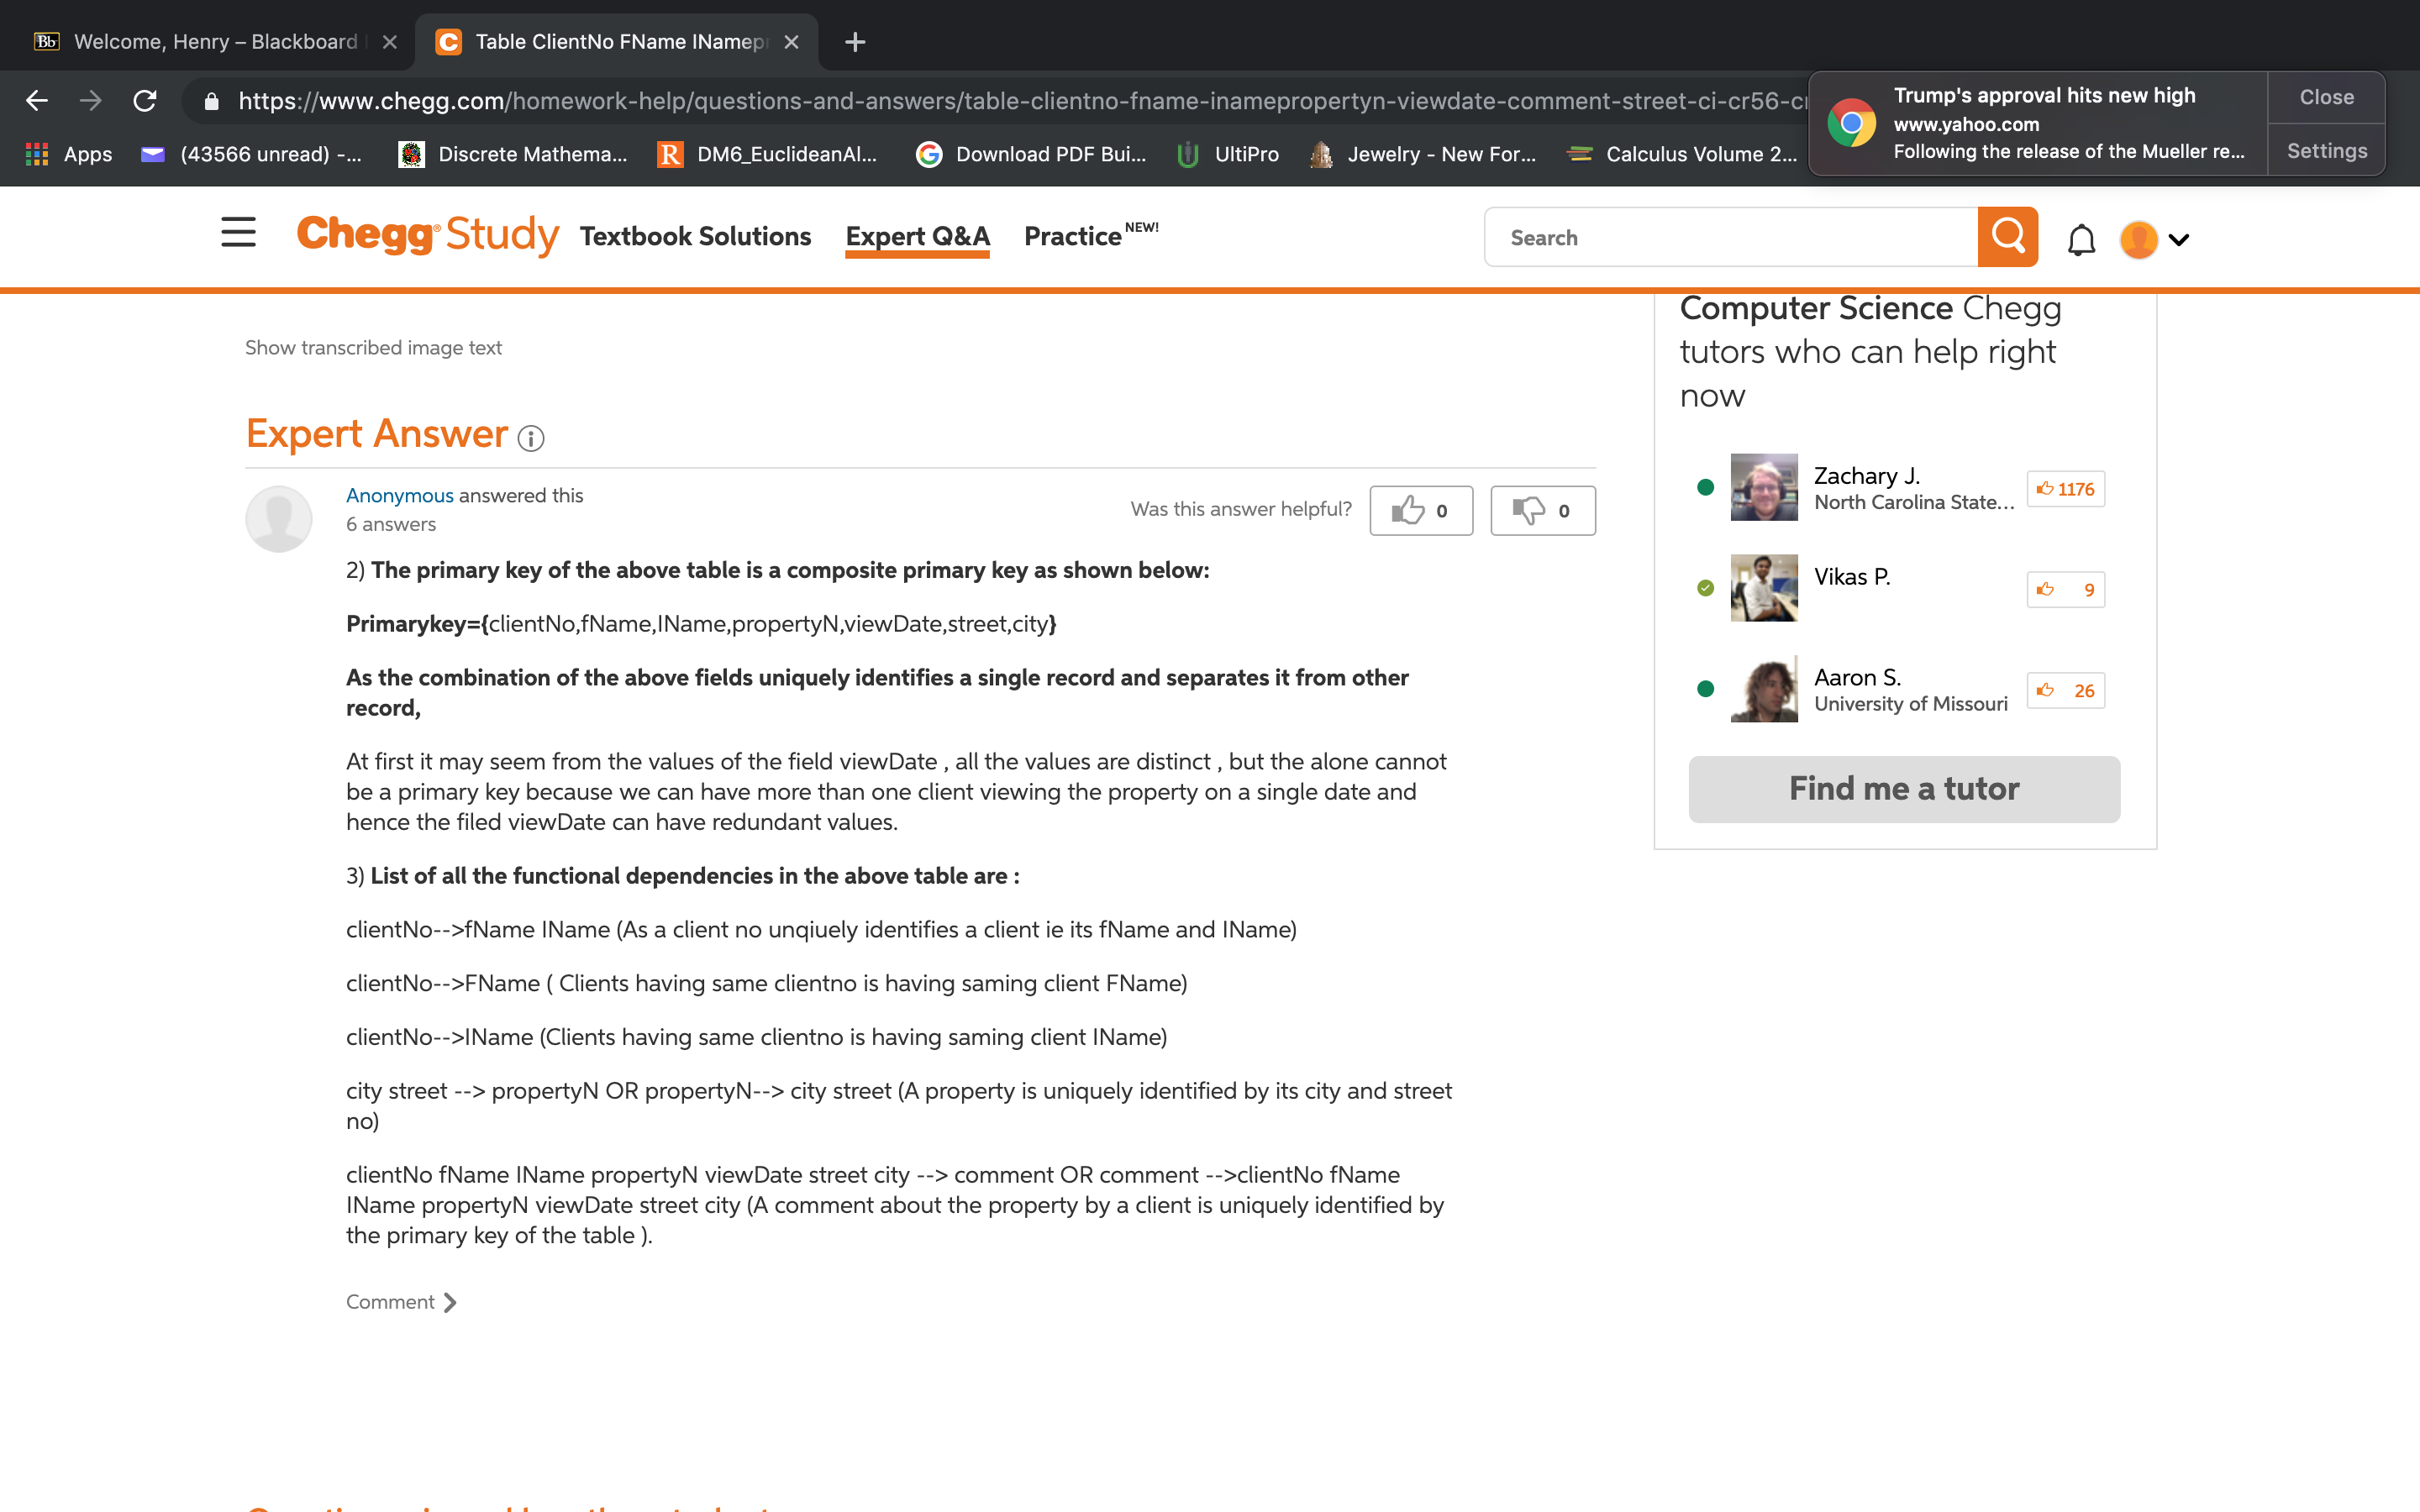 Welcome, Henry – Blackboard
Table ClientNo FName INamep
https://www.chegg.com/homework-help/questions-and-answers/table-clientno-fname-inamepropertyn-viewdate-comment-street-ci-cr56-c
Trump's approval hits new high
www.yahoo.com
Following the release of the Mueller re...
Close
Settings
Apps
(43566 unread) -...
Discrete Mathema...
DM6_EuclideanAl...
Download PDF Bui...
UltiPro
Jewelry - New For...
Calculus Volume 2...
Chegg® Study
Textbook Solutions
Expert Q&A
Practice NEW!
Search
Show transcribed image text
Expert Answer
Anonymous answered this
6 answers
Was this answer helpful?
0
0
2) The primary key of the above table is a composite primary key as shown below:
Primarykey={clientNo,fName,IName,propertyN,viewDate,street,city}
As the combination of the above fields uniquely identifies a single record and separates it from other
record,
At first it may seem from the values of the field viewDate , all the values are distinct , but the alone cannot
be a primary key because we can have more than one client viewing the property on a single date and
hence the filed viewDate can have redundant values.
3) List of all the functional dependencies in the above table are :
clientNo-->fName IName (As a client no unqiuely identifies a client ie its fName and IName)
clientNo-->FName ( Clients having same clientno is having saming client FName)
clientNo-->IName (Clients having same clientno is having saming client IName)
city street --> propertyN OR propertyN--> city street (A property is uniquely identified by its city and street
no)
clientNo fName IName propertyN viewDate street city --> comment OR comment -->clientNo fName
IName propertyN viewDate street city (A comment about the property by a client is uniquely identified by
the primary key of the table ).
Comment
Computer Science Chegg
tutors who can help right
now
Zachary J.
North Carolina State...
1176
Vikas P.
9
Aaron S.
University of Missouri
26
Find me a tutor